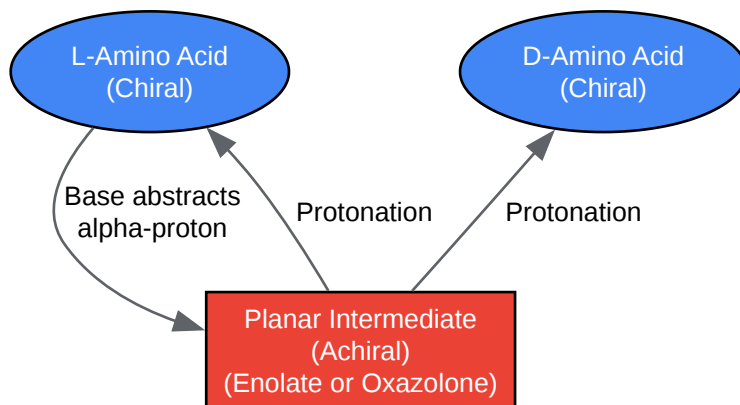 L-Amino Acid
(Chiral)
D-Amino Acid
(Chiral)
Base abstracts
alpha-proton
Protonation
Protonation
Planar Intermediate
(Achiral)
(Enolate or Oxazolone)